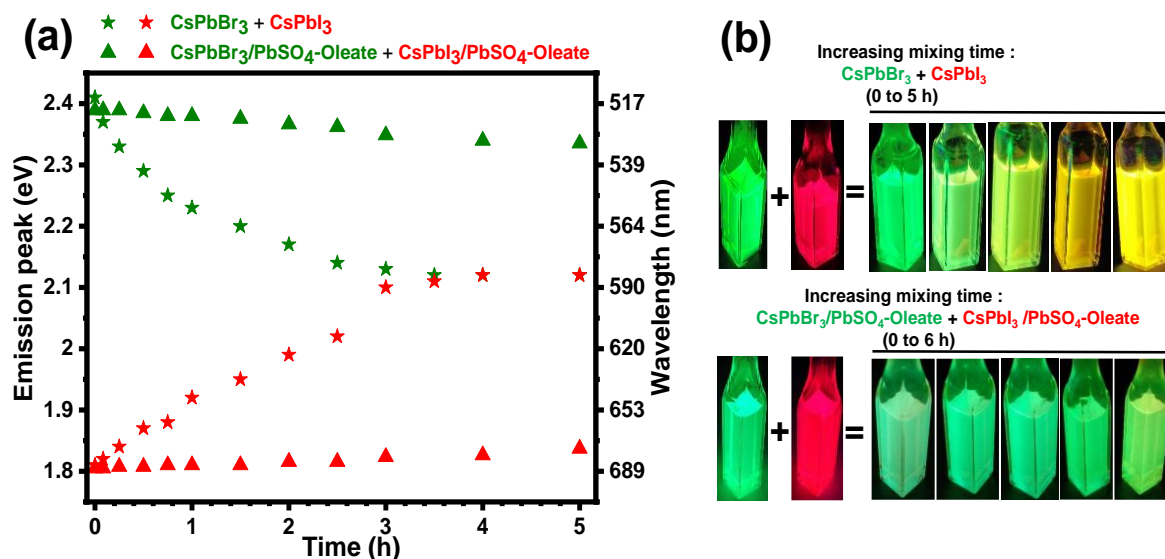 (a)
★ ★ CsPbBr₃ + CsPbI₃
▲ ▲ CsPbBr₃/PbSO₄-Oleate + CsPbI₃/PbSO₄-Oleate
Emission peak (eV)
2.4
2.3
2.2
2.1
2
1.9
1.8
0 1 2 3 4 5
Time (h)
517
539
564
590
620
653
689
Wavelength (nm)
(b)
Increasing mixing time :
CsPbBr₃ + CsPbI₃
(0 to 5 h)
+ =
Increasing mixing time :
CsPbBr₃/PbSO₄-Oleate + CsPbI₃ /PbSO₄-Oleate
(0 to 6 h)
+ =